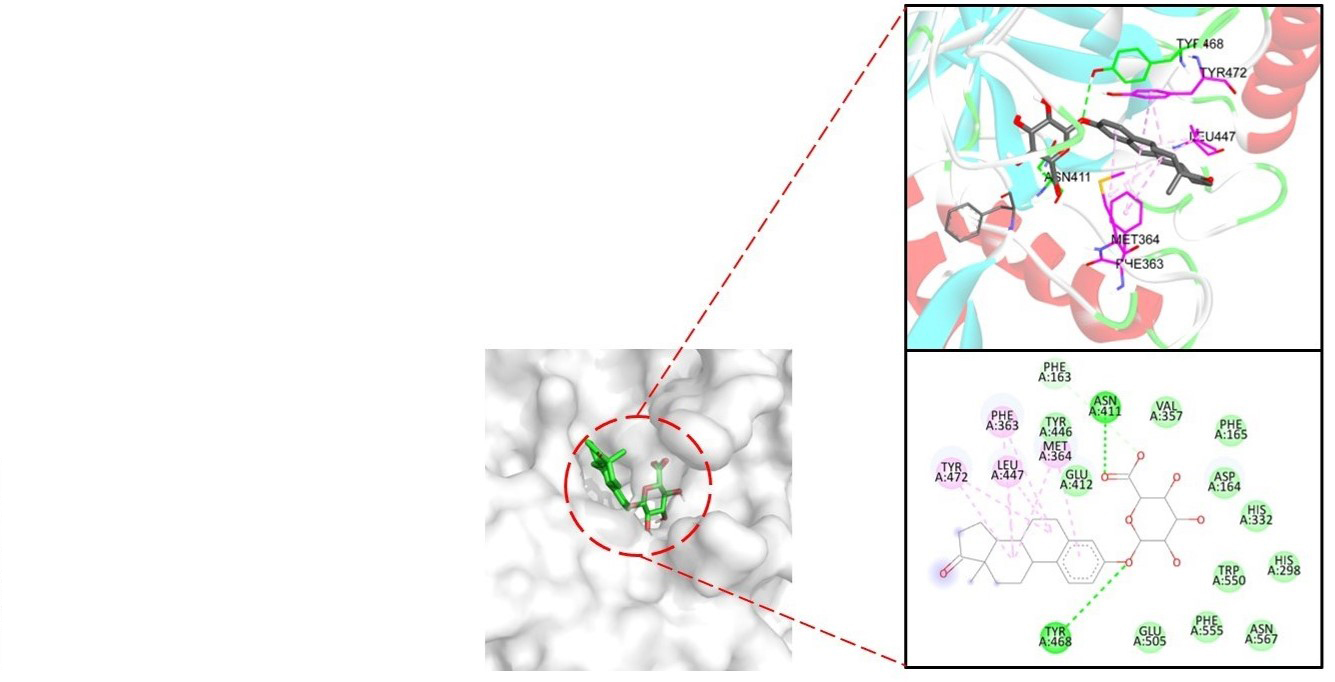 TYR468
TYR472
LEU447
ASN411
MET364
PHE363
PHE
A:163
ASN
A:411
VAL
A:357
PHE
A:363
TYR
A:446
PHE
A:165
MET
A:364
TYR
A:472
LEU
A:447
GLU
A:412
ASP
A:164
HIS
A:332
HIS
A:298
TRP
A:550
TYR
A:468
GLU
A:505
PHE
A:555
ASN
A:567
O
O
O
O
O
O
O
O